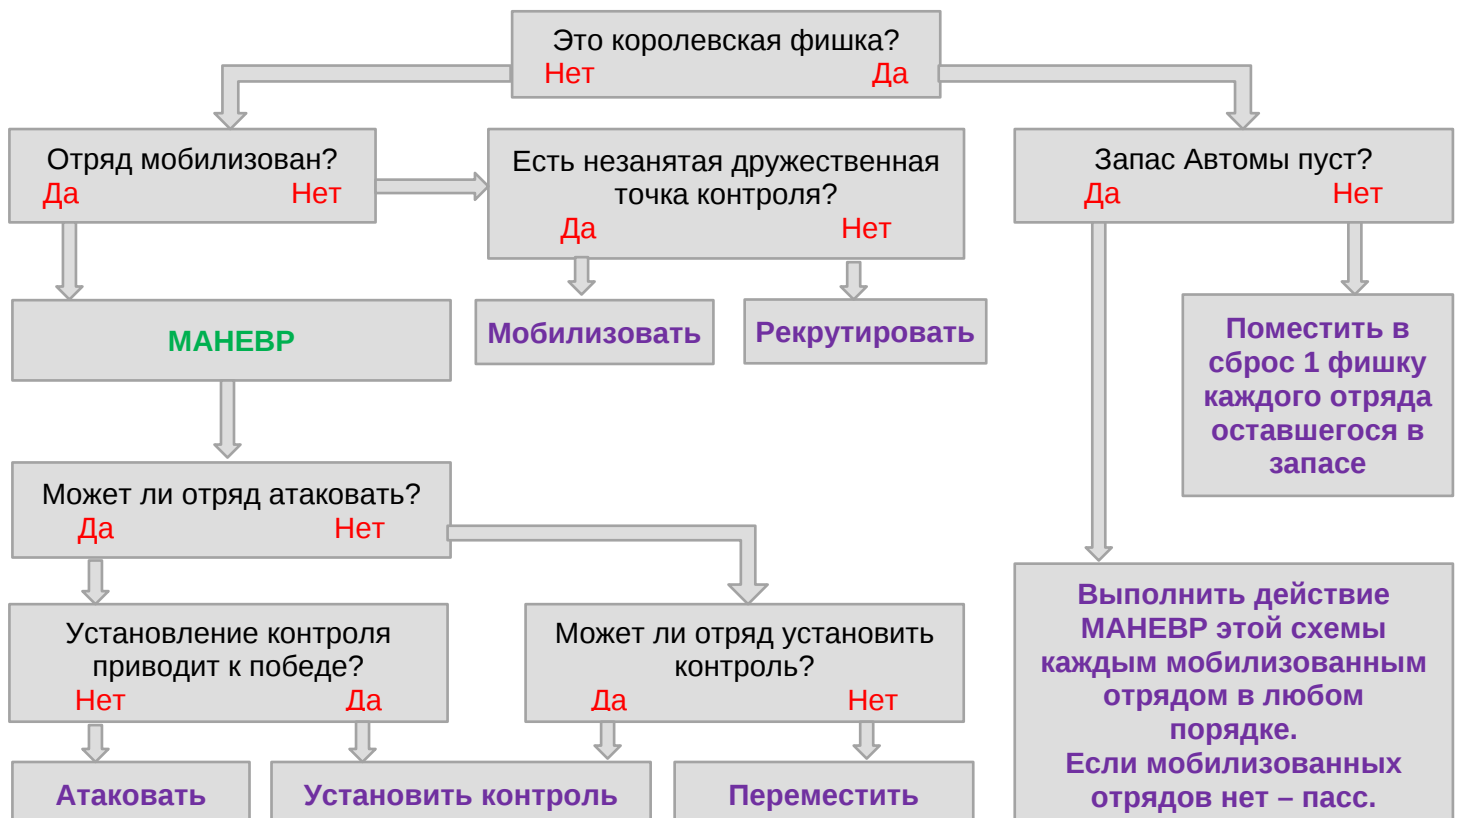 Это королевская фишка?
Нет Да
Отряд мобилизован?
Да Нет
Есть незанятая дружественная
точка контроля?
Да Нет
Запас Автомы пуст?
Да Нет
МАНЕВР
Мобилизовать
Рекрутировать
Поместить в
сброс 1 фишку
каждого отряда
оставшегося в
запасе
Может ли отряд атаковать?
Да Нет
Установление контроля
приводит к победе?
Нет Да
Может ли отряд установить
контроль?
Да Нет
Выполнить действие
МАНЕВР этой схемы
каждым мобилизованным
отрядом в любом
порядке.
Если мобилизованных
отрядов нет – пасс.
Атаковать
Установить контроль
Переместить